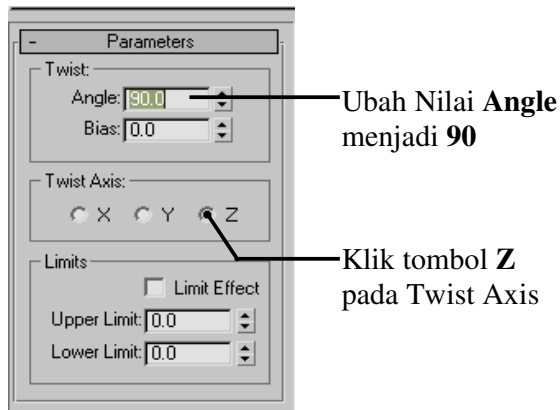 - Parameters
Twist:
Angle: 90.0
Bias: 0.0
Ubah Nilai Angle
menjadi 90
Twist Axis:
X Y Z
Klik tombol Z
pada Twist Axis
Limits
Limit Effect
Upper Limit: 0.0
Lower Limit: 0.0